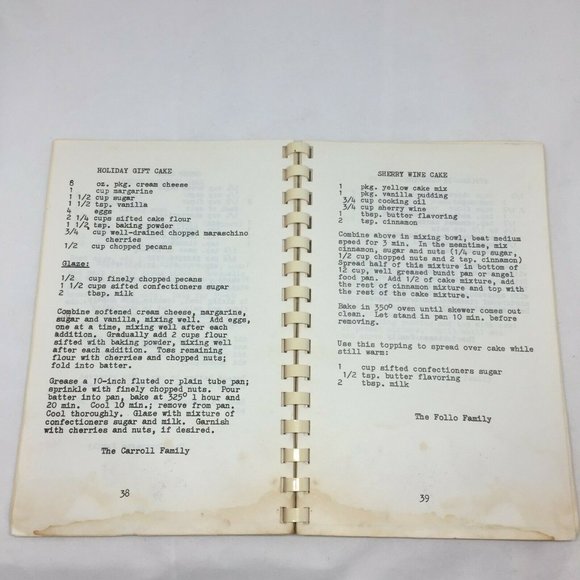 HOLIDAY GIFT CAKE
8 oz. pkg. cream cheese
1 cup margarine
1 1/2 cup sugar
1 1/2 tsp. vanilla
4 eggs
2 1/4 cups sifted cake flour
1 1/2 tsp. baking powder
3/4 cup well-drained chopped maraschino
cherries
1/2 cup chopped pecans
Glaze:
1/2 cup finely chopped pecans
1 1/2 cups sifted confectioners sugar
2 tbsp. milk
Combine softened cream cheese, margarine,
sugar and vanilla, mixing well. Add eggs,
one at a time, mixing well after each
addition. Gradually add 2 cups flour
sifted with baking powder, mixing well
after each addition. Toss remaining
flour with cherries and chopped nuts;
fold into batter.
Grease a 10-inch fluted or plain tube pan;
sprinkle with finely chopped nuts. Pour
batter into pan, bake at 325° 1 hour and
20 min. Cool 10 min.; remove from pan.
Cool thoroughly. Glaze with mixture of
confectioners sugar and milk. Garnish
with cherries and nuts, if desired.
The Carroll Family
38
SHERRY WINE CAKE
1 pkg. yellow cake mix
1 pkg. vanilla pudding
3/4 cup cooking oil
3/4 cup sherry wine
1 tbsp. butter flavoring
2 tsp. cinnamon
Combine above in mixing bowl, beat medium
speed for 3 min. In the meantime, mix
cinnamon, sugar and nuts (1/4 cup sugar,
1/2 cup chopped nuts and 2 tsp. cinnamon)
Spread half of this mixture in bottom of
12 cup, well greased bundt pan or angel
food pan. Add 1/2 of cake mixture, add
the rest of cinnamon mixture and top with
the rest of the cake mixture.
Bake in 350° oven until skewer comes out
clean. Let stand in pan 10 min. before
removing.
Use this topping to spread over cake while
still warm:
1 cup sifted confectioners sugar
1/2 tsp. butter flavoring
2 tbsp. milk
The Follo Family
39